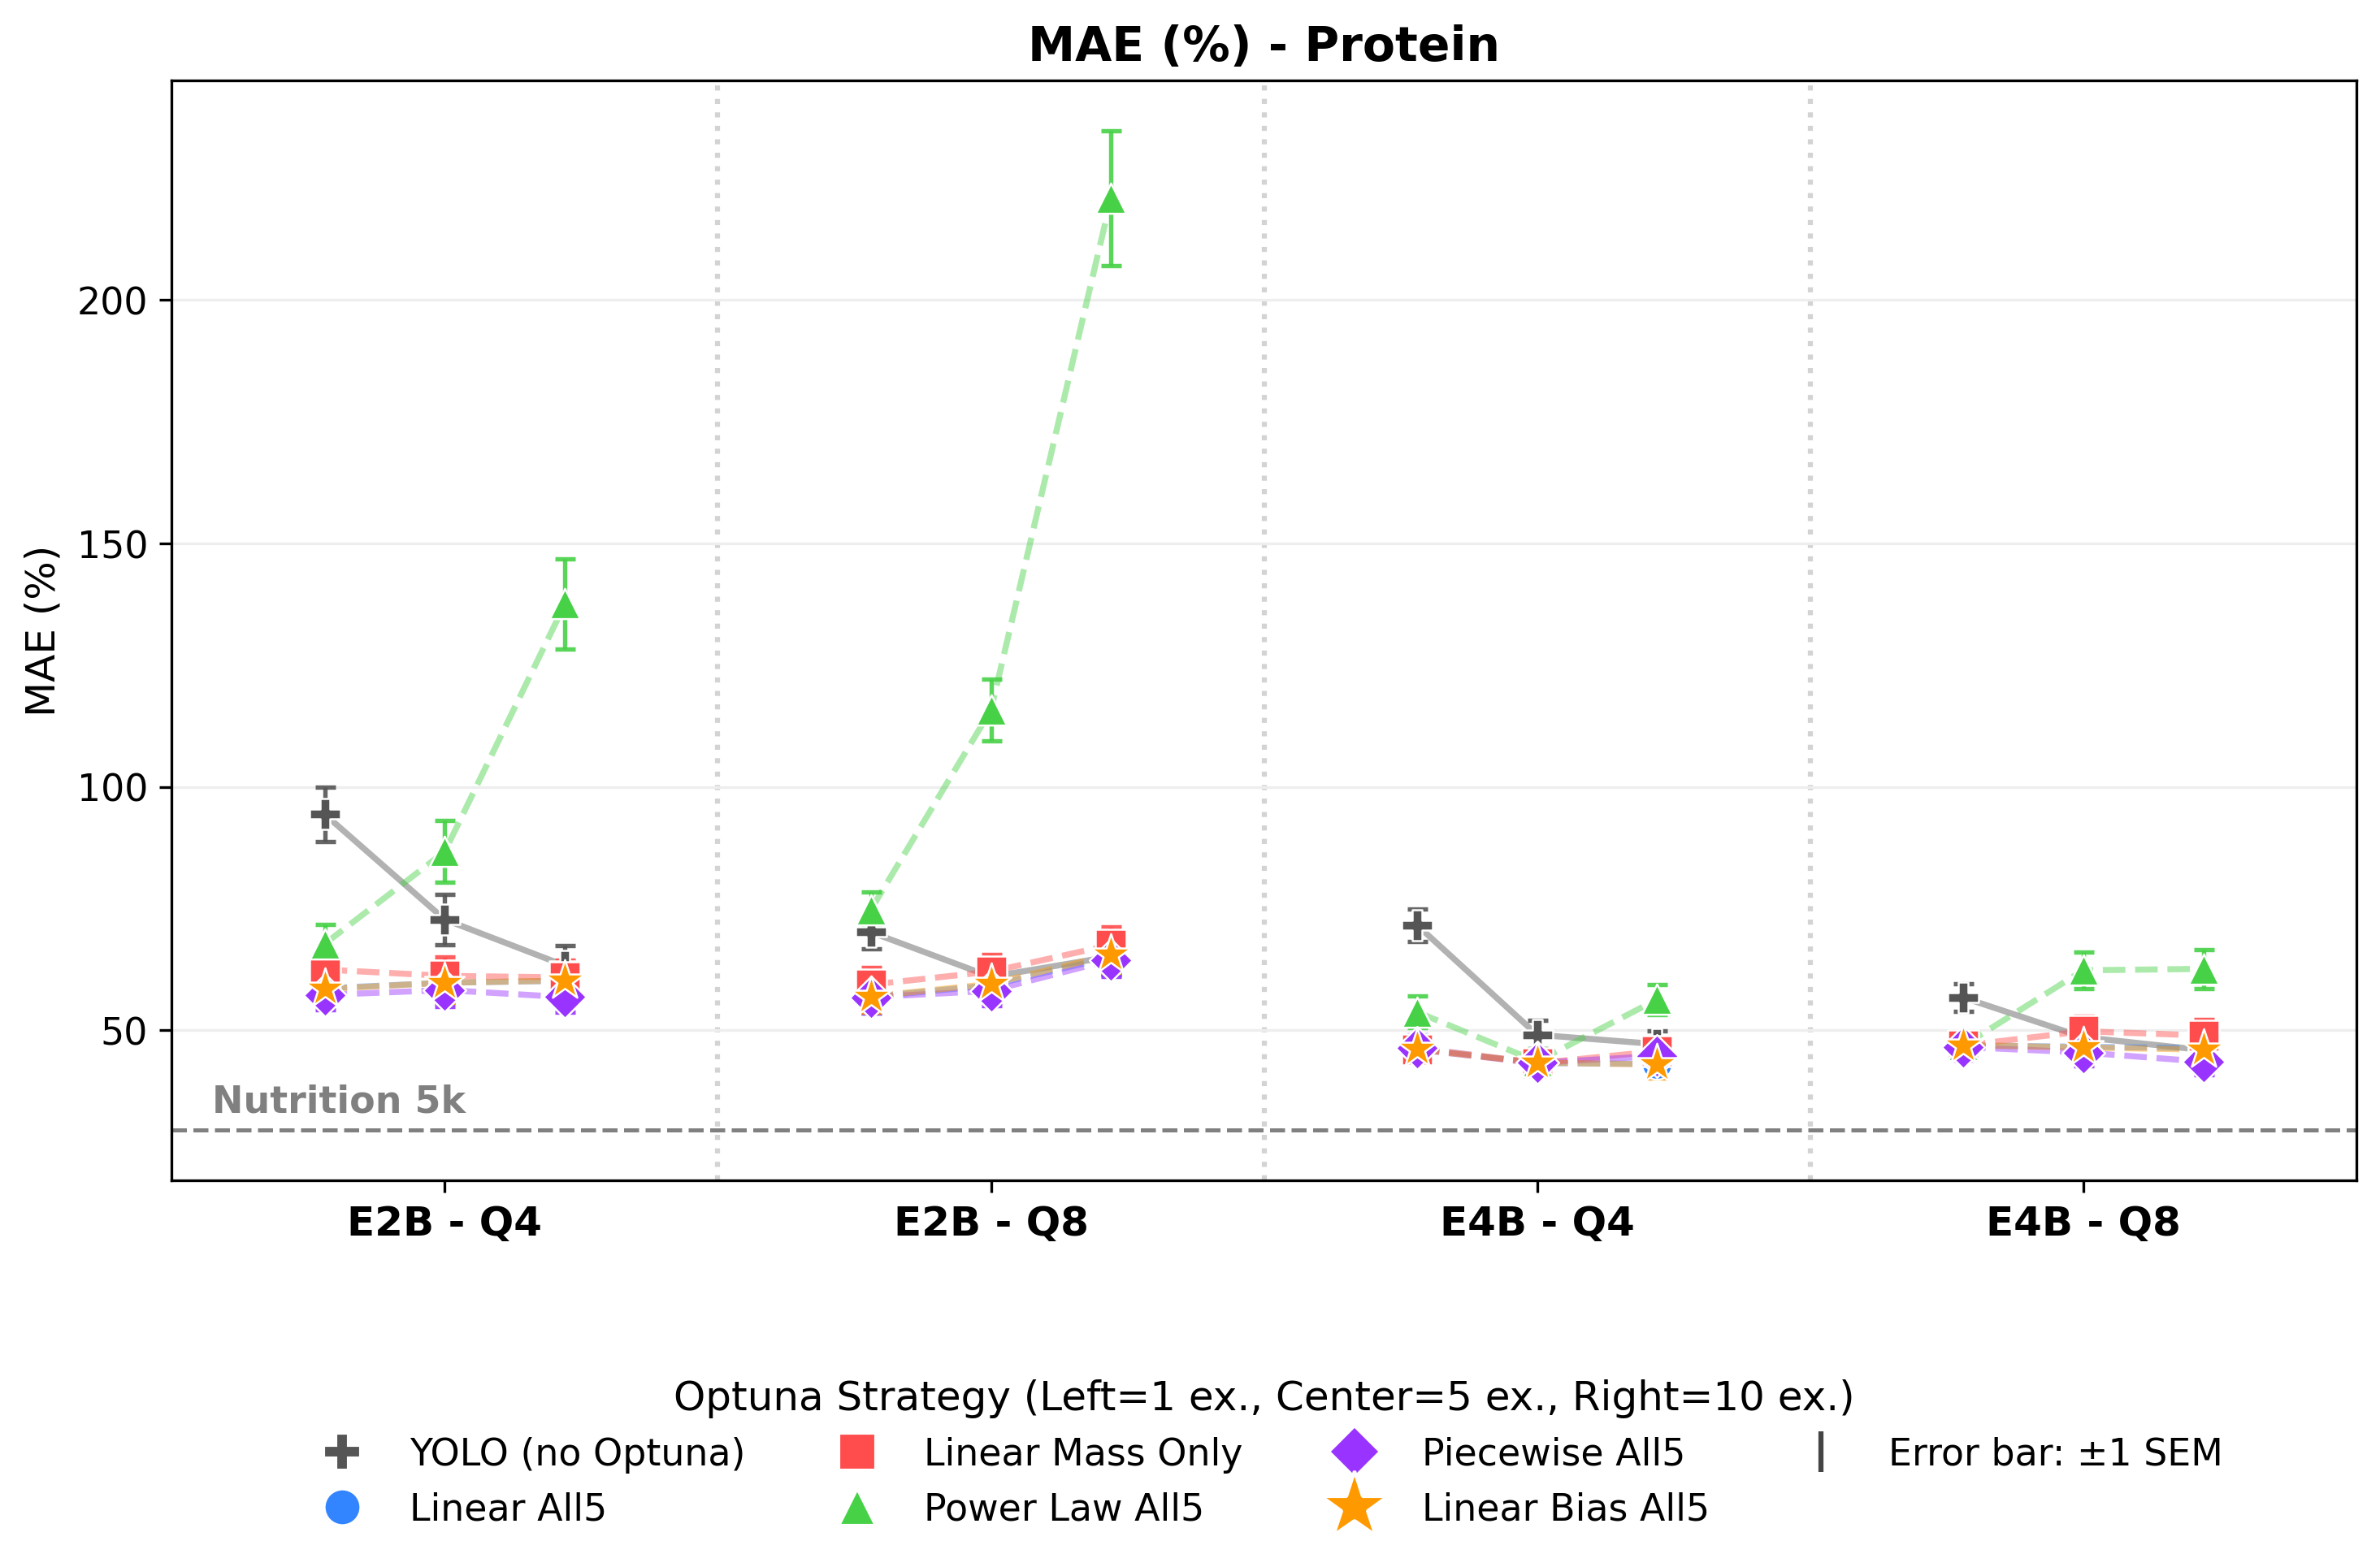 MAE (%) - Protein
MAE (%)
200
150
100
50
Nutrition 5k
E2B - Q4
E2B - Q8
E4B - Q4
E4B - Q8
Optuna Strategy (Left=1 ex., Center=5 ex., Right=10 ex.)
YOLO (no Optuna)
Linear All5
Linear Mass Only
Power Law All5
Piecewise All5
Linear Bias All5
Error bar: ±1 SEM